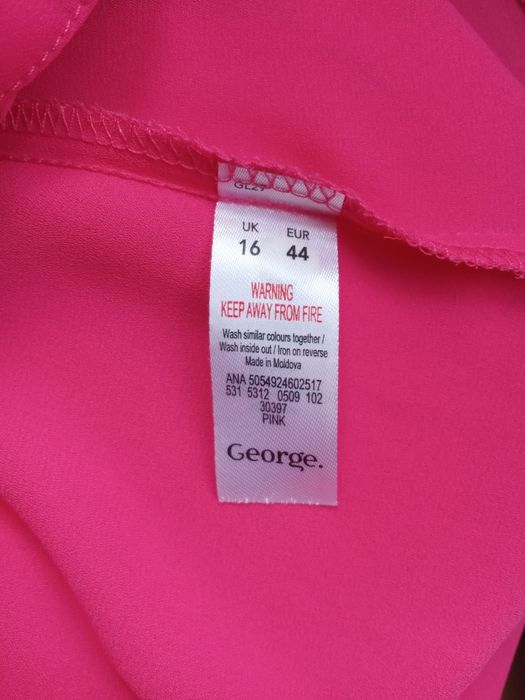 GL29
UK EUR
16 44
WARNING
KEEP AWAY FROM FIRE
Wash similar colours together /
Wash inside out / Iron on reverse
Made in Moldova
ANA 5054924602517
531 5312 0509 102
30397
PINK
George.